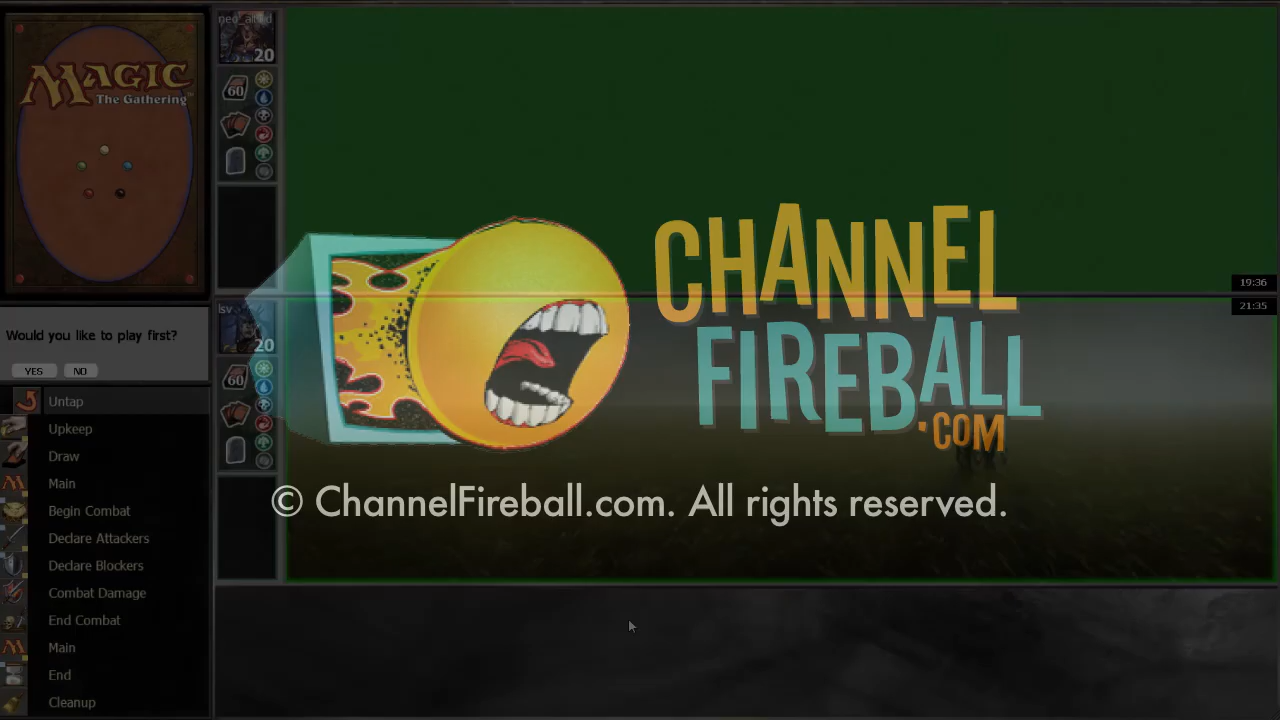 MAGIC
The Gathering
20
60
19:36
21:35
lsv
20
60
Would you like to play first?
YES NO
Untap
Upkeep
Draw
Main
Begin Combat
Declare Attackers
Declare Blockers
Combat Damage
End Combat
Main
End
Cleanup
CHANNEL
FIREBALL
.COM
© ChannelFireball.com. All rights reserved.